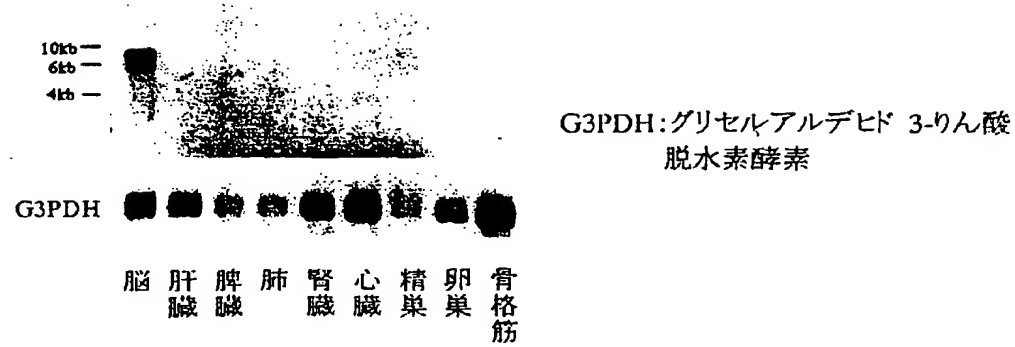 10kb
6kb
4kb
G3PDH:グリセルアルデヒド 3-りん酸
脱水素酵素
G3PDH
脳 肝臓 脾臓 肺 腎臓 心臓 精巣 卵巣 骨格筋